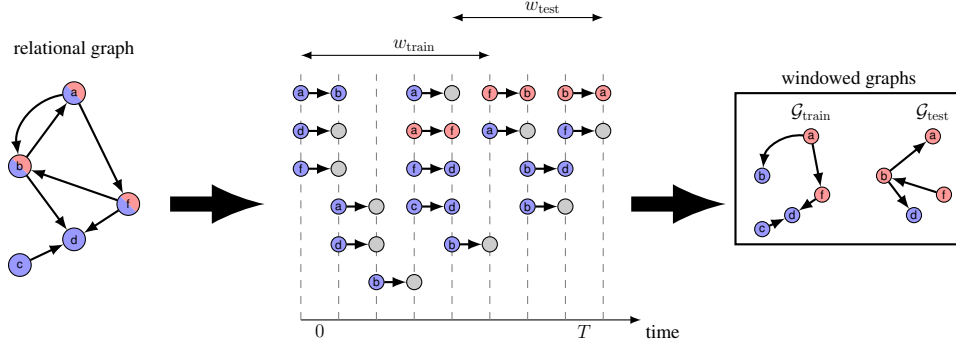 w_test
w_train
relational graph
windowed graphs
a b a f b b a
d a f a f
f f d b d
a c d b
d b
b
a
b
f
d
c
G_train
G_test
a
b
f
d
c
a
b
f
d
0 T time